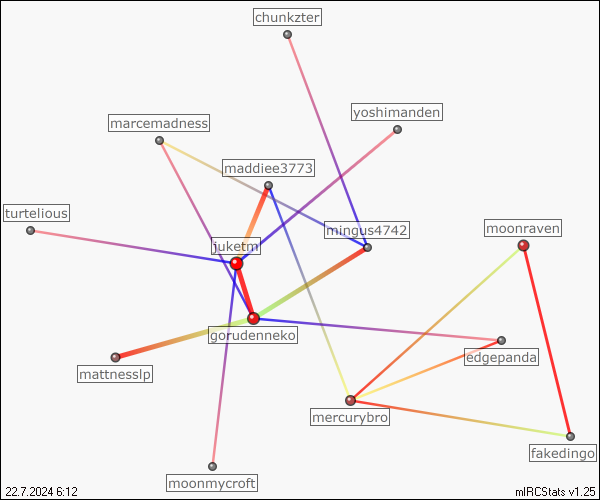 chunkzter
yoshimanden
marcemadness
maddiee3773
turtelious
mingus4742
moonraven
juketm
gorudenneko
edgepanda
mattnesslp
mercurybro
fakedingo
moonmycroft
22.7.2024 6:12
mIRCStats v1.25